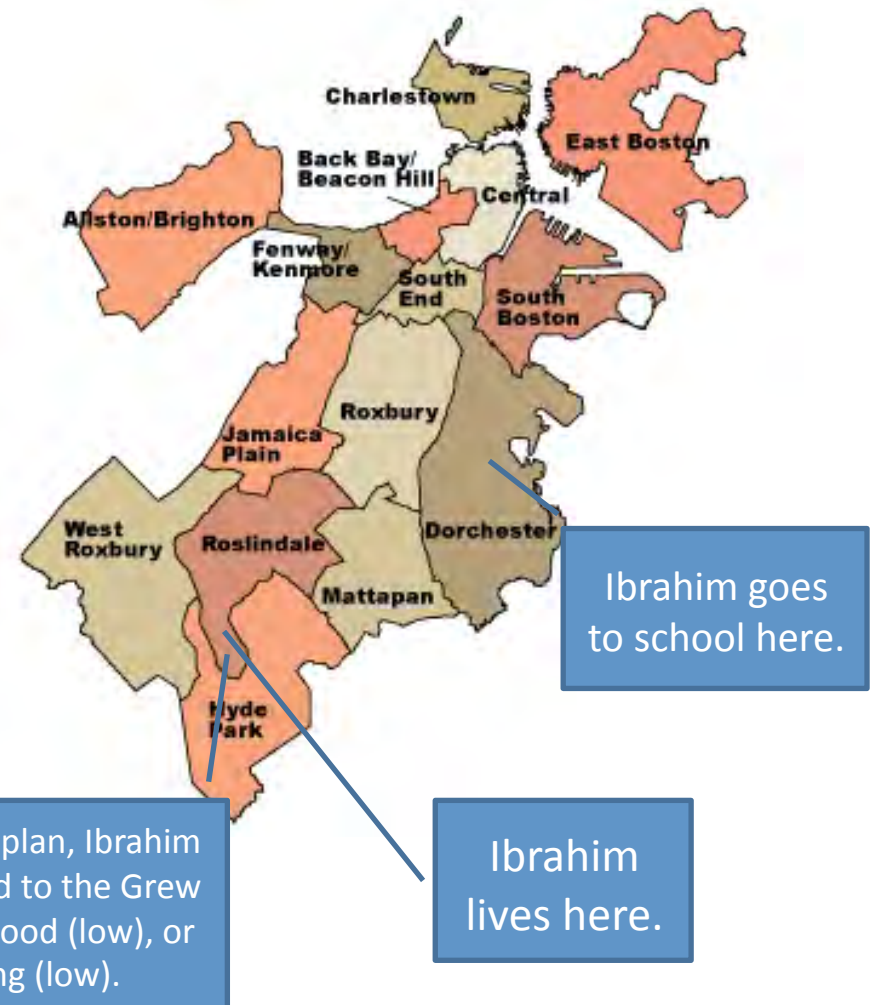 Charlestown
East Boston
Back Bay/
Beacon Hill
Central
Allston/Brighton
Fenway/
Kenmore
South
End
South
Boston
Roxbury
Jamaica
Plain
West
Roxbury
Roslindale
Dorchester
Mattapan
Ibrahim goes
to school here.
Hyde
Park
plan, Ibrahim
to the Grew
(low), or
(low).
Ibrahim
lives here.